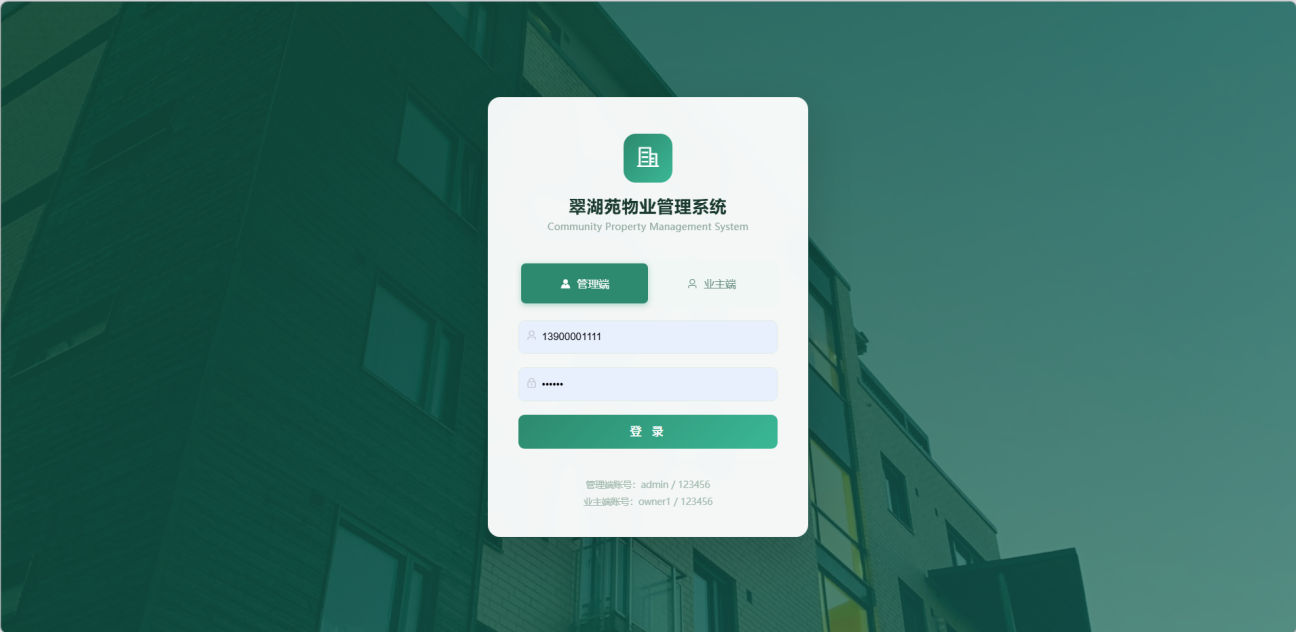 翠湖苑物业管理系统
Community Property Management System
管理端 业主端
13900001111
••••••
登 录
管理端账号：admin / 123456
业主端账号：owner1 / 123456